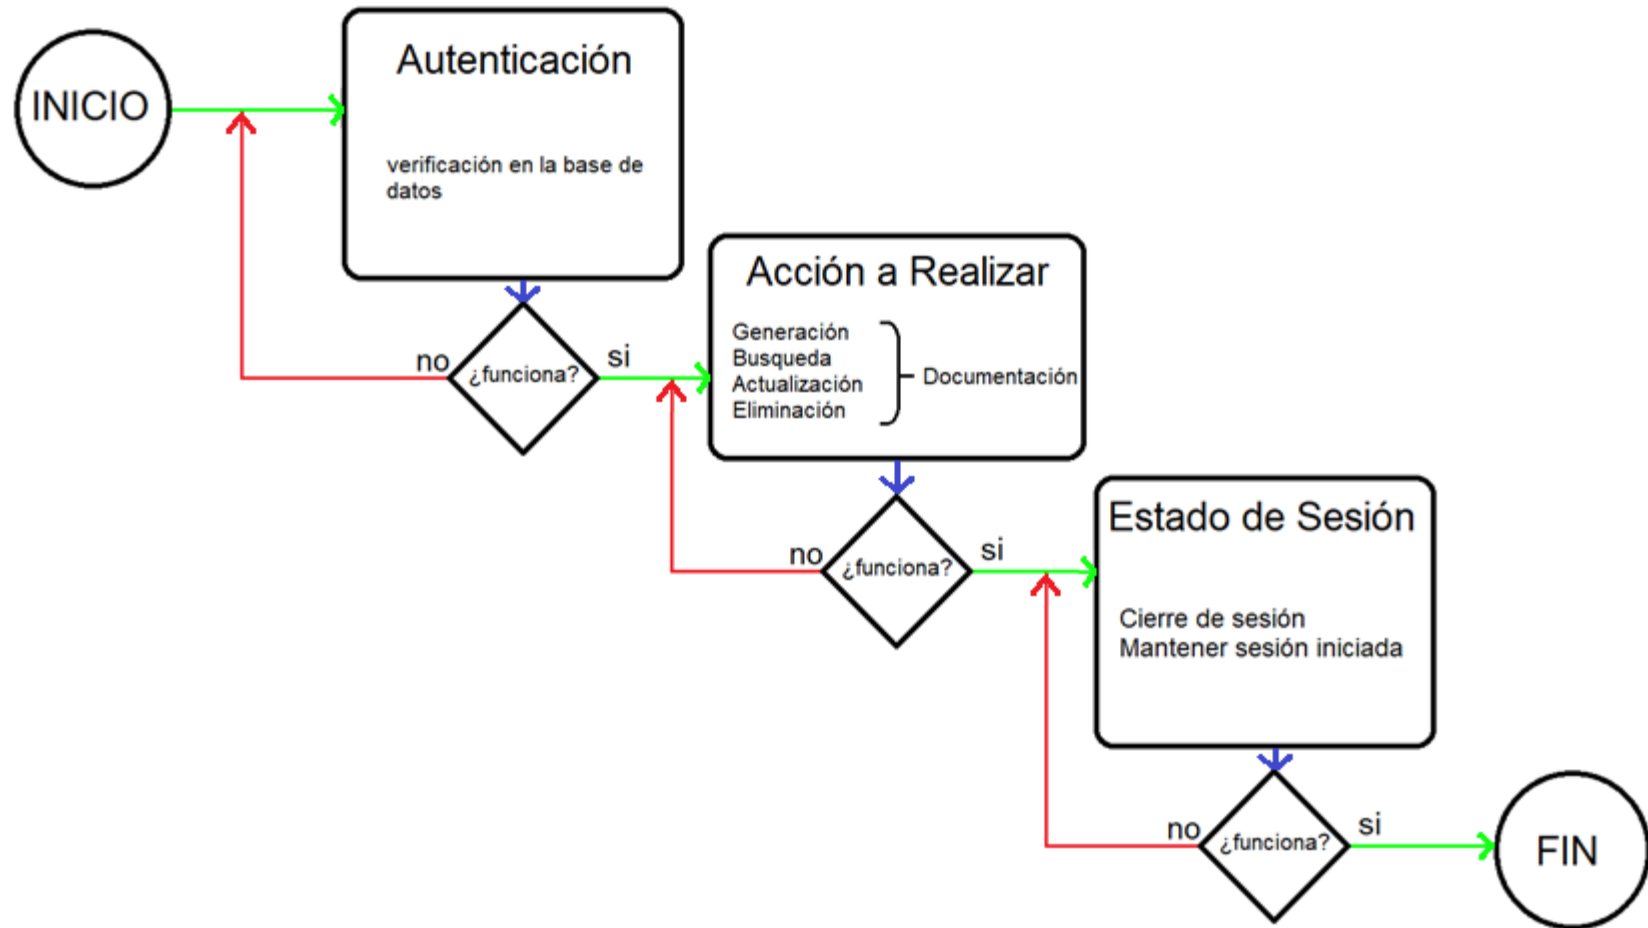 INICIO
Autenticación
verificación en la base de
datos
no
¿funciona?
si
Acción a Realizar
Generación
Busqueda
Actualización
Eliminación
Documentación
no
¿funciona?
si
Estado de Sesión
Cierre de sesión
Mantener sesión iniciada
no
¿funciona?
si
FIN